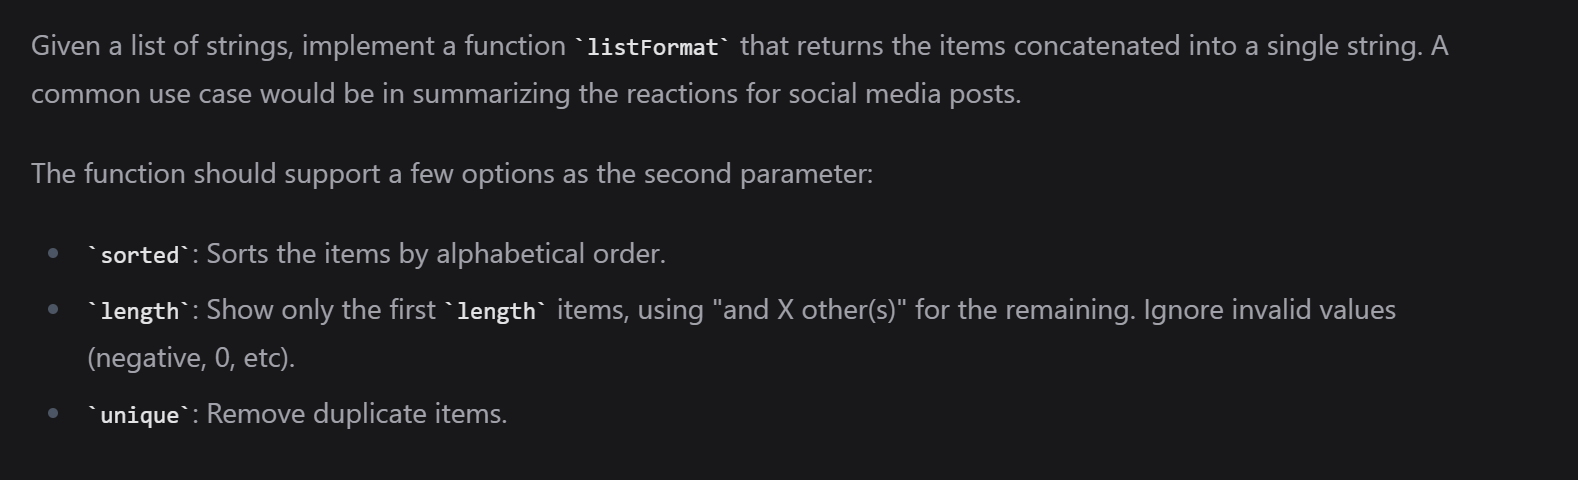 Given a list of strings, implement a function `listFormat` that returns the items concatenated into a single string. A
common use case would be in summarizing the reactions for social media posts.
The function should support a few options as the second parameter:
• `sorted`: Sorts the items by alphabetical order.
• `length`: Show only the first `length` items, using "and X other(s)" for the remaining. Ignore invalid values
(negative, 0, etc).
• `unique`: Remove duplicate items.